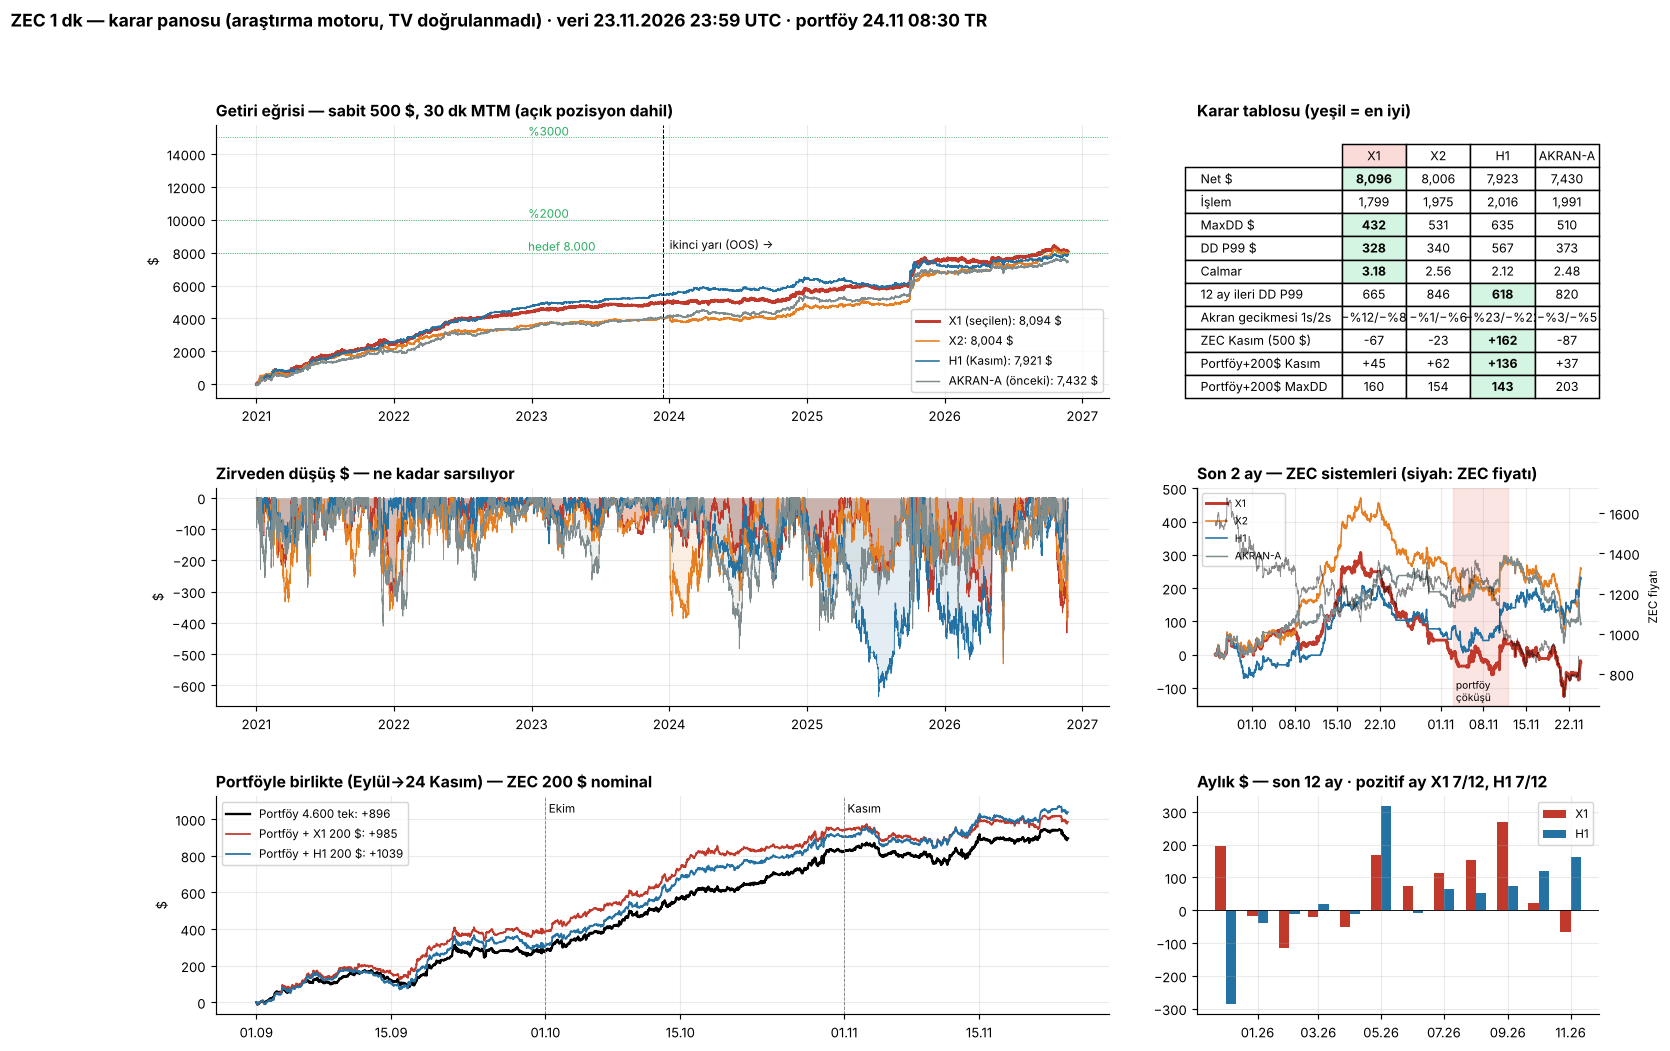 ZEC 1 dk — karar panosu (araştırma motoru, TV doğrulanmadı) · veri 23.11.2026 23:59 UTC · portföy 24.11 08:30 TR
Getiri eğrisi — sabit 500 $, 30 dk MTM (açık pozisyon dahil)
%3000
%2000
hedef 8.000
ikinci yarı (OOS) →
14000
12000
10000
8000
6000
4000
2000
0
$
X1 (seçilen): 8,094 $
X2: 8,004 $
H1 (Kasım): 7,921 $
AKRAN-A (önceki): 7,432 $
2021 2022 2023 2024 2025 2026 2027
Karar tablosu (yeşil = en iyi)
X1 X2 H1 AKRAN-A
Net $ 8,096 8,006 7,923 7,430
İşlem 1,799 1,975 2,016 1,991
MaxDD $ 432 531 635 510
DD P99 $ 328 340 567 373
Calmar 3.18 2.56 2.12 2.48
12 ay ileri DD P99 665 846 618 820
Akran gecikmesi 1s/2s −%12/−%8 −%1/−%6 −%23/−%2 −%3/−%5
ZEC Kasım (500 $) -67 -23 +162 -87
Portföy+200$ Kasım +45 +62 +136 +37
Portföy+200$ MaxDD 160 154 143 203
Zirveden düşüş $ — ne kadar sarsılıyor
0
−100
−200
−300
−400
−500
−600
$
2021 2022 2023 2024 2025 2026 2027
Son 2 ay — ZEC sistemleri (siyah: ZEC fiyatı)
500
400
300
200
100
0
−100
X1
X2
H1
AKRAN-A
portföy
çöküşü
1600
1400
1200
1000
800
ZEC fiyatı
01.10 08.10 15.10 22.10 01.11 08.11 15.11 22.11
Portföyle birlikte (Eylül→24 Kasım) — ZEC 200 $ nominal
Portföy 4.600 tek: +896
Portföy + X1 200 $: +985
Portföy + H1 200 $: +1039
Ekim
Kasım
1000
800
600
400
200
0
$
01.09 15.09 01.10 15.10 01.11 15.11
Aylık $ — son 12 ay · pozitif ay X1 7/12, H1 7/12
X1
H1
300
200
100
0
−100
−200
−300
01.26 03.26 05.26 07.26 09.26 11.26